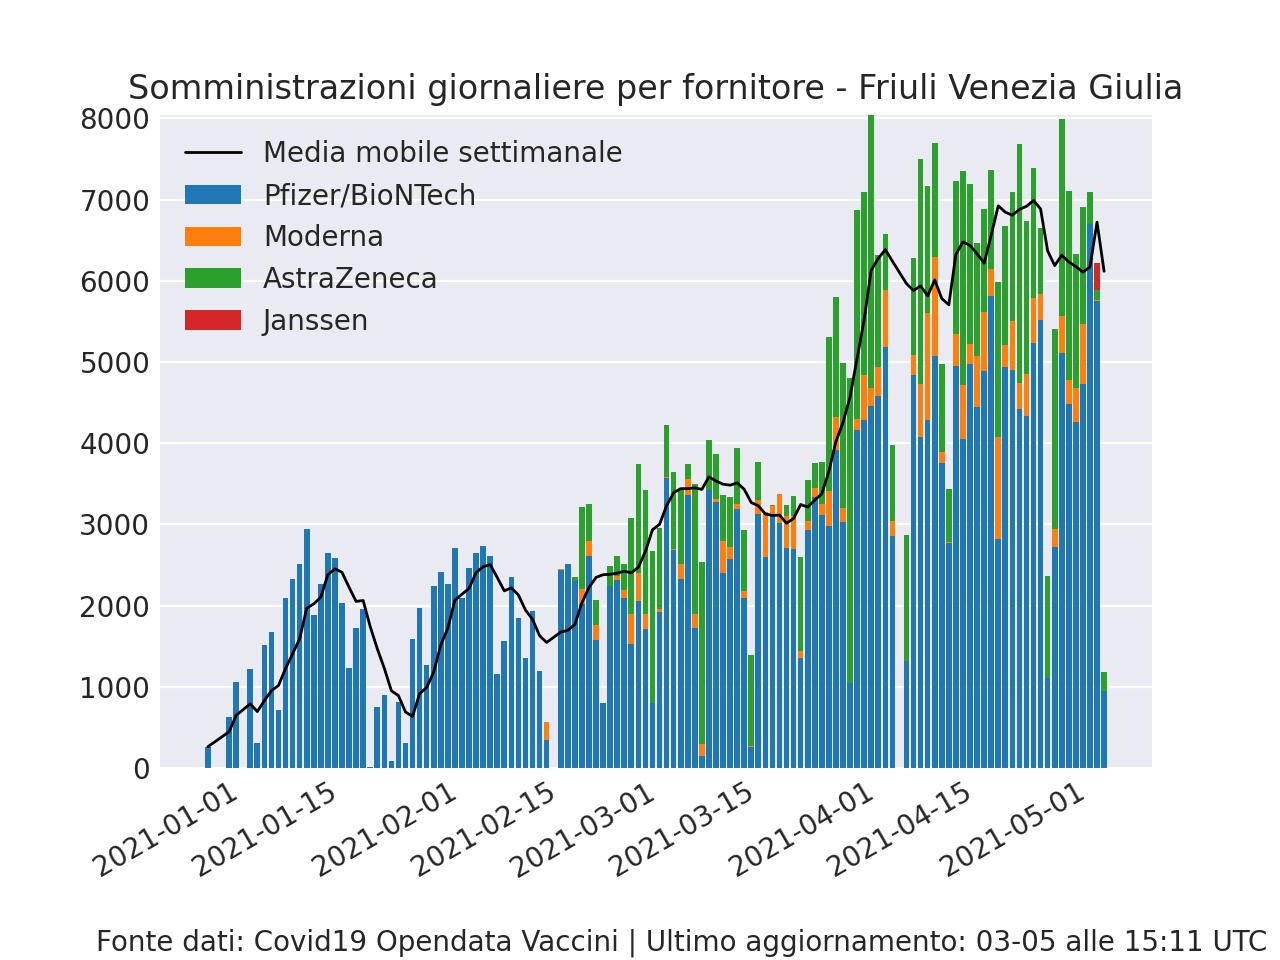 Somministrazioni giornaliere per fornitore - Friuli Venezia Giulia
8000
7000
6000
5000
4000
3000
2000
1000
0
Media mobile settimanale
Pfizer/BioNTech
Moderna
AstraZeneca
Janssen
2021-01-01
2021-01-15
2021-02-01
2021-02-15
2021-03-01
2021-03-15
2021-04-01
2021-04-15
2021-05-01
Fonte dati: Covid19 Opendata Vaccini | Ultimo aggiornamento: 03-05 alle 15:11 UTC